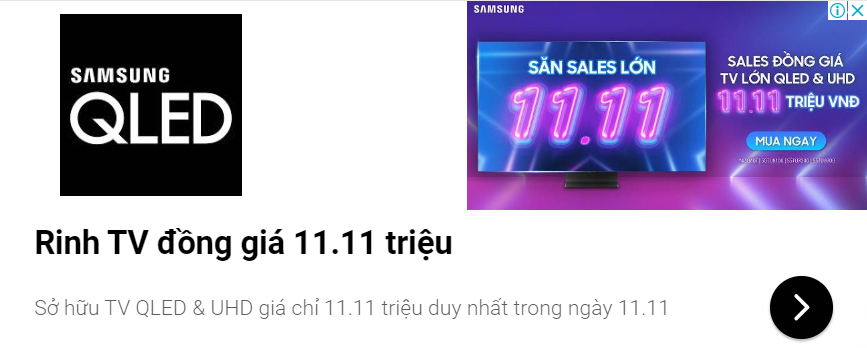 SAMSUNG
QLED
SAMSUNG
SĂN SALES LỚN
11.11
SALES ĐỒNG GIÁ
TV LỚN QLED & UHD
11.11 TRIỆU VNĐ
MUA NGAY
Rinh TV đồng giá 11.11 triệu
Sở hữu TV QLED & UHD giá chỉ 11.11 triệu duy nhất trong ngày 11.11